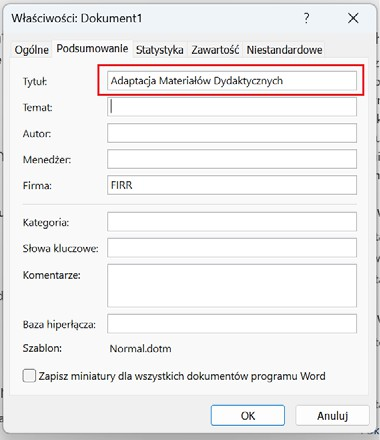 Właściwości: Dokument1
Ogólne Podsumowanie Statystyka Zawartość Niestandardowe
Tytuł: Adaptacja Materiałów Dydaktycznych
Temat:
Autor:
Menedżer:
Firma: FIRR
Kategoria:
Słowa kluczowe:
Komentarze:
Baza hiperłącza:
Szablon: Normal.dotm
Zapisz miniatury dla wszystkich dokumentów programu Word
OK Anuluj